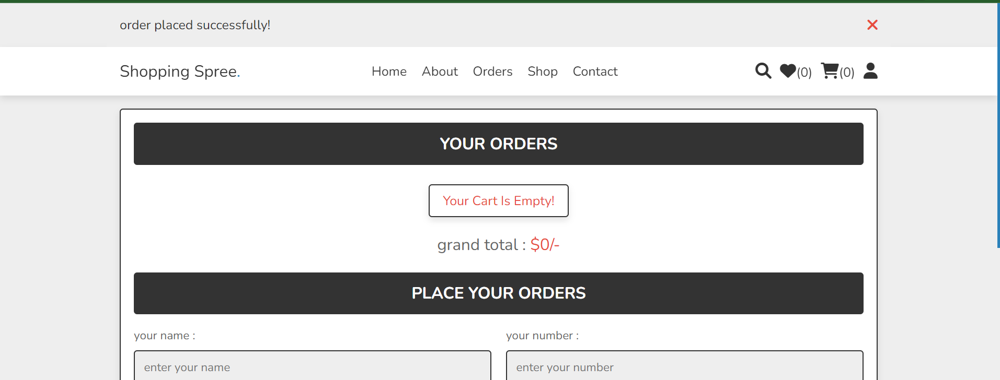 order placed successfully!
Shopping Spree. Home About Orders Shop Contact (0) (0)
YOUR ORDERS
Your Cart Is Empty!
grand total : $0/-
PLACE YOUR ORDERS
your name : your number :
enter your name enter your number